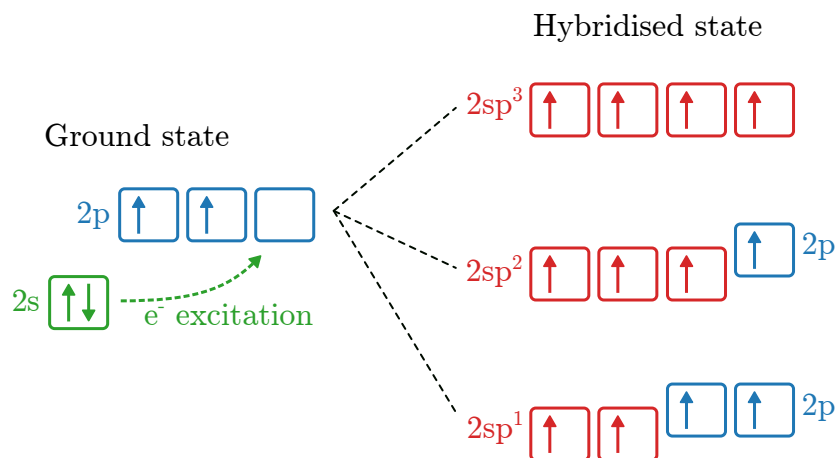 Hybridised state
2sp³
Ground state
2p
2sp² 2p
2s
e⁻ excitation
2sp¹ 2p